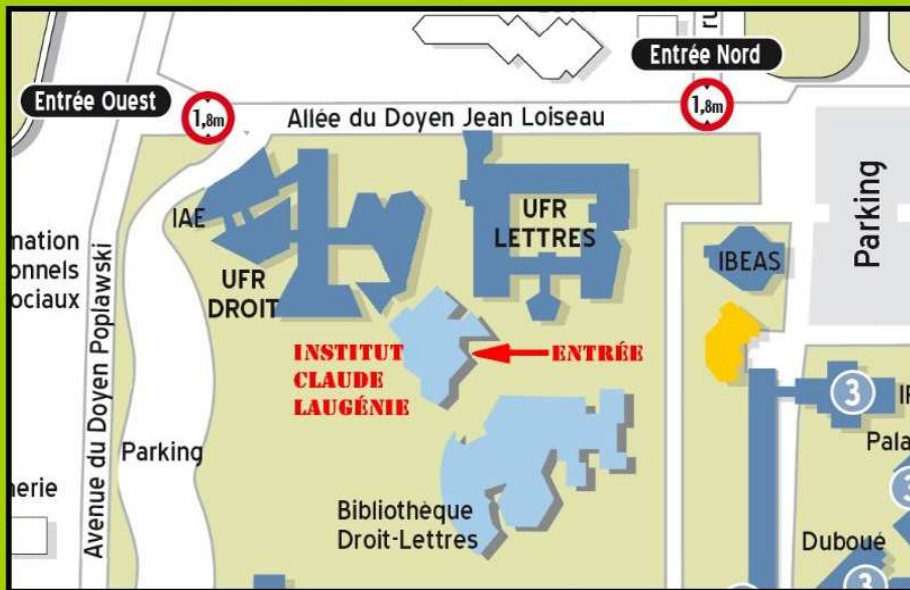 Entrée Nord
Entrée Ouest
1,8m
1,8m
Allée du Doyen Jean Loiseau
Parking
IAE
UFR
LETTRES
IBEAS
UFR
DROIT
Avenue du Doyen Poplawski
INSTITUT
CLAUDE
LAUGÉNIE
ENTRÉE
3
Parking
Bibliothèque
Droit-Lettres
Duboué
3